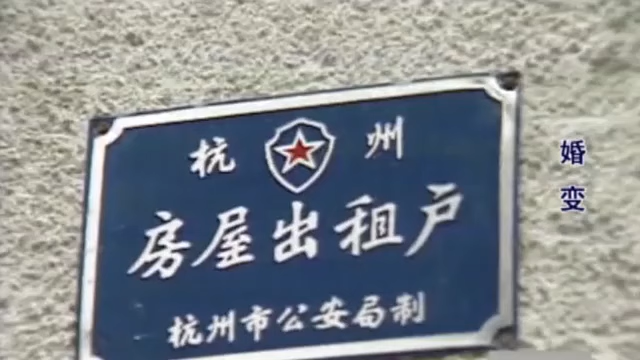 杭 州
房屋出租户
杭州市公安局制
婚变